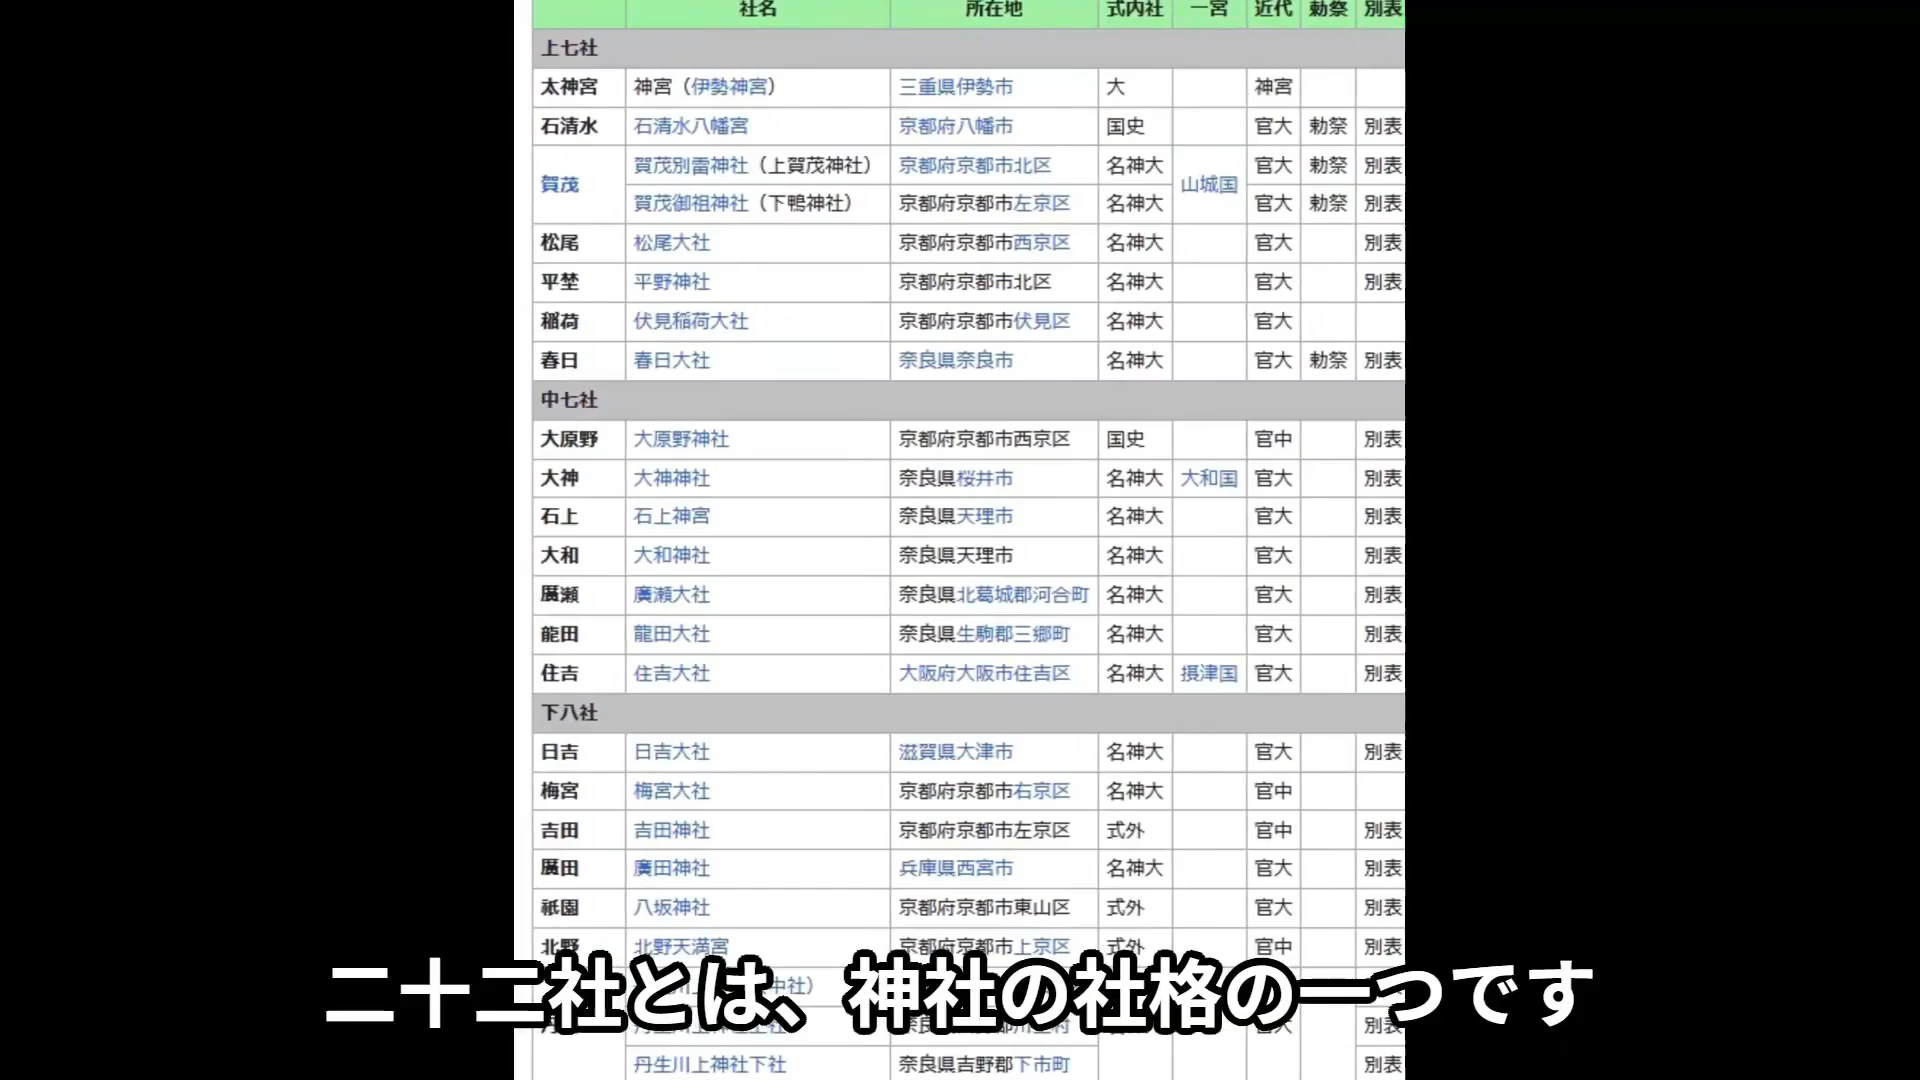 社名 所在地 式内社 一宮 近代 勅祭 別表
上七社
太神宮 神宮（伊勢神宮） 三重県伊勢市 大 神宮
石清水 石清水八幡宮 京都府八幡市 国史 官大 勅祭 別表
賀茂 賀茂別雷神社（上賀茂神社） 京都府京都市北区 名神大 山城国 官大 勅祭 別表
賀茂御祖神社（下鴨神社） 京都府京都市左京区 名神大 官大 勅祭 別表
松尾 松尾大社 京都府京都市西京区 名神大 官大 別表
平埜 平野神社 京都府京都市北区 名神大 官大 別表
稲荷 伏見稲荷大社 京都府京都市伏見区 名神大 官大
春日 春日大社 奈良県奈良市 名神大 官大 勅祭 別表
中七社
大原野 大原野神社 京都府京都市西京区 国史 官中 別表
大神 大神神社 奈良県桜井市 名神大 大和国 官大 別表
石上 石上神宮 奈良県天理市 名神大 官大 別表
大和 大和神社 奈良県天理市 名神大 官大 別表
廣瀬 廣瀬大社 奈良県北葛城郡河合町 名神大 官大 別表
龍田 龍田大社 奈良県生駒郡三郷町 名神大 官大 別表
住吉 住吉大社 大阪府大阪市住吉区 名神大 摂津国 官大 別表
下八社
日吉 日吉大社 滋賀県大津市 名神大 官大 別表
梅宮 梅宮大社 京都府京都市右京区 名神大 官中
吉田 吉田神社 京都府京都市左京区 式外 官中 別表
廣田 廣田神社 兵庫県西宮市 名神大 官大 別表
祇園 八坂神社 京都府京都市東山区 式外 官大 別表
北野 北野天満宮 京都府京都市上京区 式外 官中 別表
二十二社とは、神社の社格の一つです
別表
丹生川上神社下社 奈良県吉野郡下市町 別表